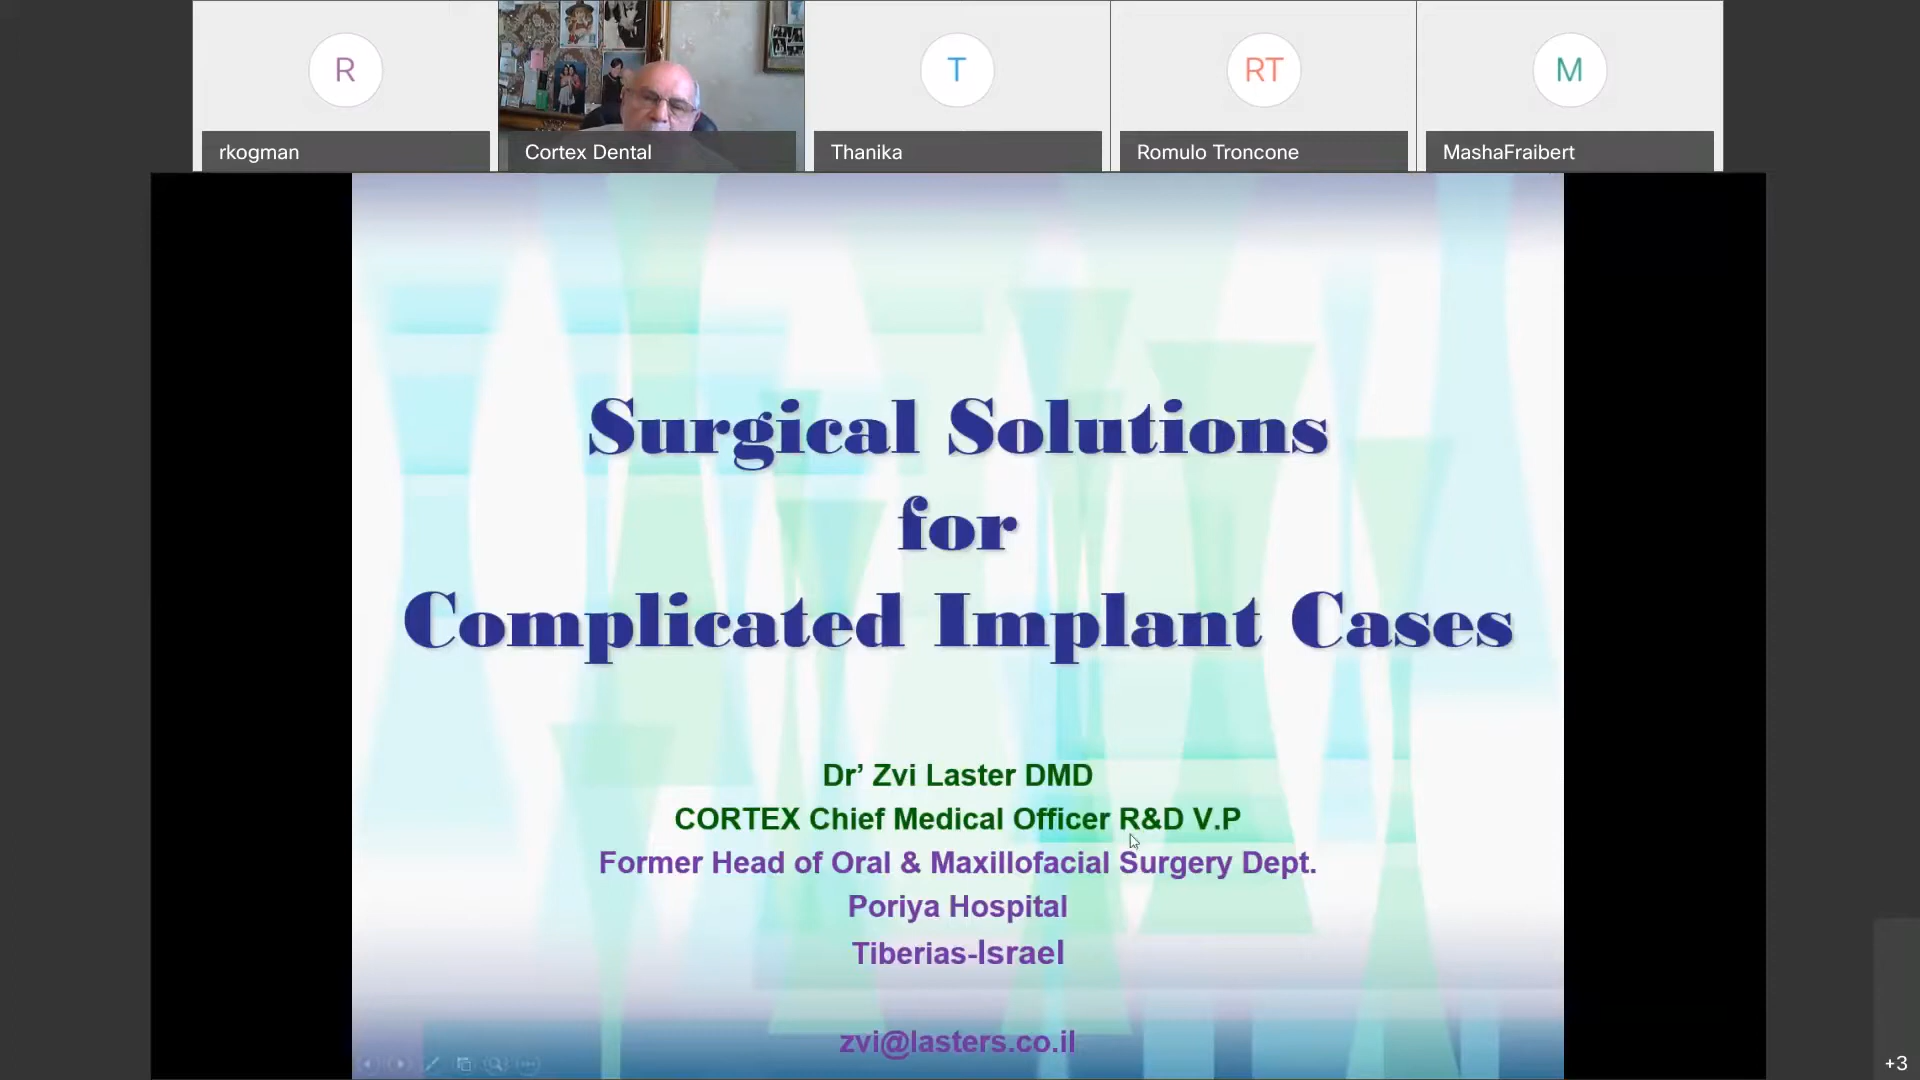 R
T
RT
M
rkogman
Cortex Dental
Thanika
Romulo Troncone
MashaFraibert
Surgical Solutions
for
Complicated Implant Cases
Dr’ Zvi Laster DMD
CORTEX Chief Medical Officer R&D V.P
Former Head of Oral & Maxillofacial Surgery Dept.
Poriya Hospital
Tiberias-Israel
zvi@lasters.co.il
+3